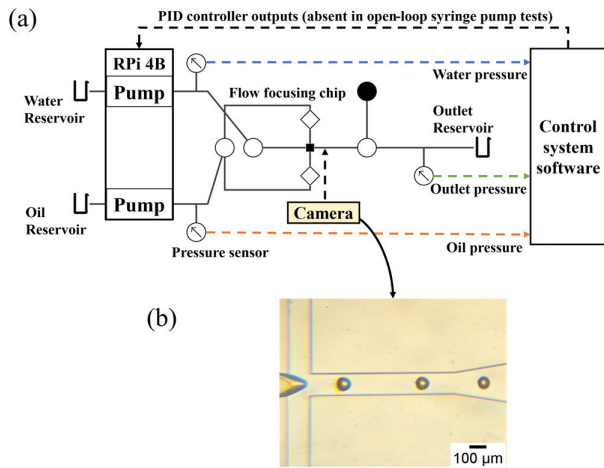 (a)
PID controller outputs (absent in open-loop syringe pump tests)
RPi 4B
Pump
Water
Reservoir
Water pressure
Flow focusing chip
Outlet
Reservoir
Control
system
software
Oil
Reservoir
Pump
Outlet pressure
Camera
Pressure sensor
Oil pressure
(b)
100 µm